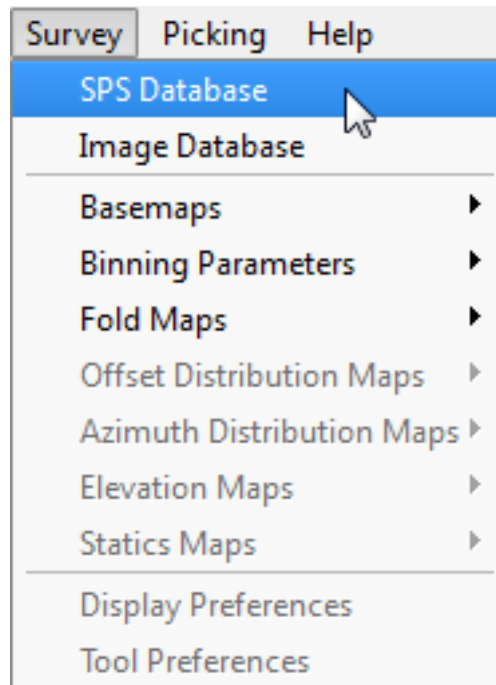 Survey Picking Help
SPS Database
Image Database
Basemaps
Binning Parameters
Fold Maps
Offset Distribution Maps
Azimuth Distribution Maps
Elevation Maps
Statics Maps
Display Preferences
Tool Preferences